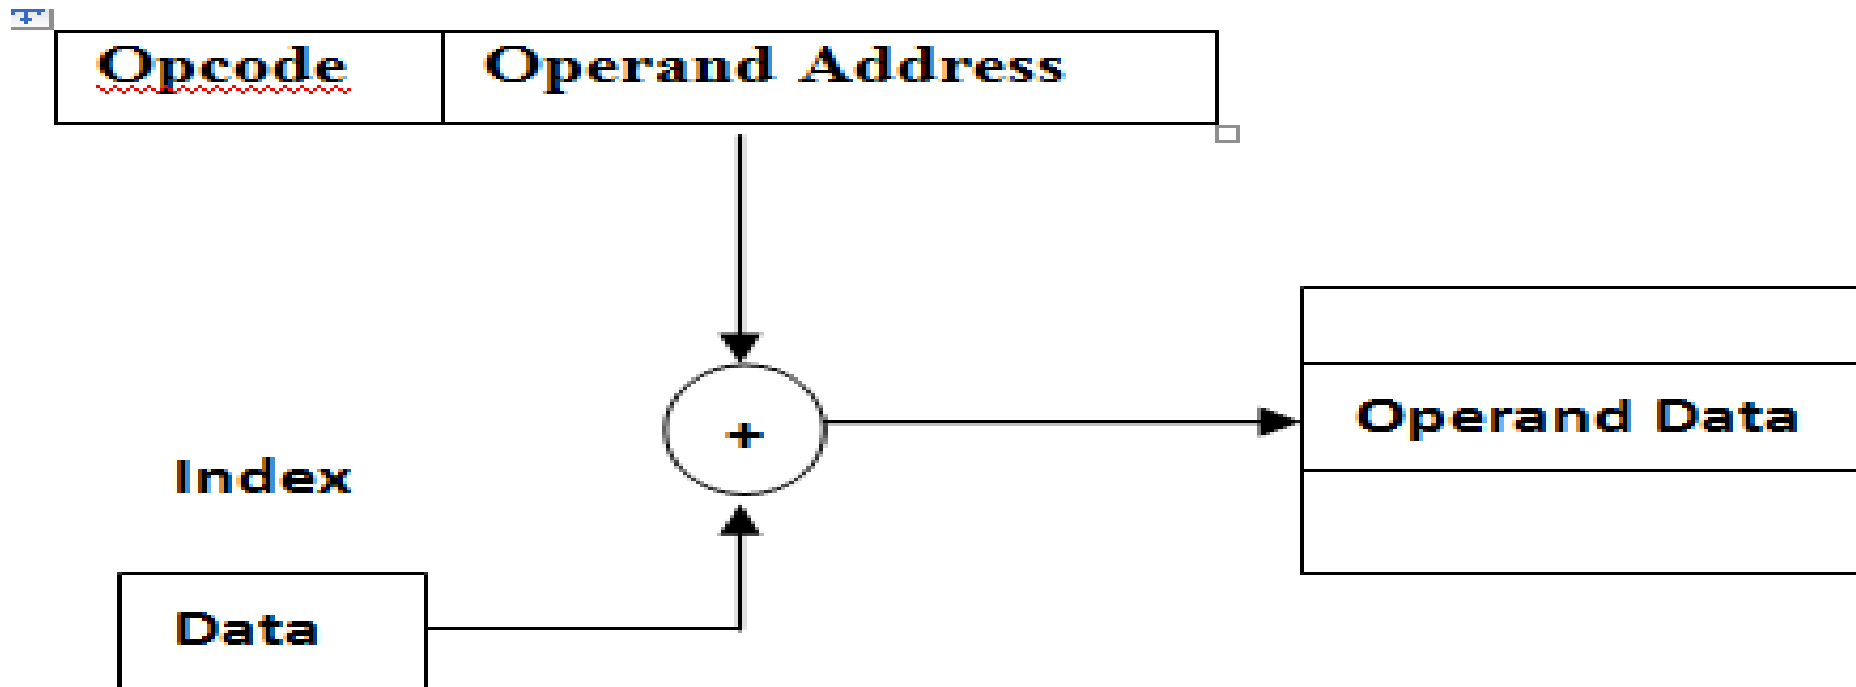 Opcode Operand Address
+
Operand Data
Index
Data